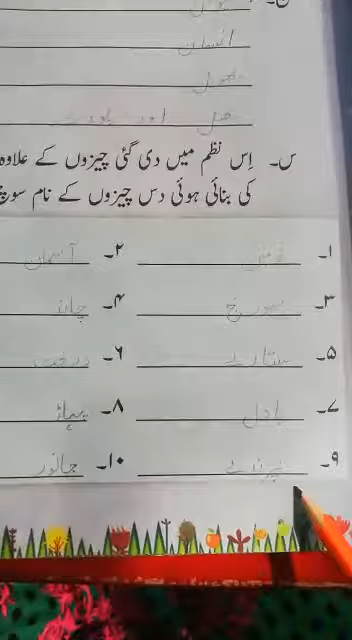 انسان
پھول
پھل اور پودے
س۔ اِس نظم میں دی گئی چیزوں کے علاوہ
کی بنائی ہوئی دس چیزوں کے نام سوچ
۱۔ زمین ۲۔ آسمان
۳۔ سورج ۴۔ چاند
۵۔ ستارے ۶۔ درخت
۷۔ بادل ۸۔ پہاڑ
۹۔ پرندے ۱۰۔ جانور